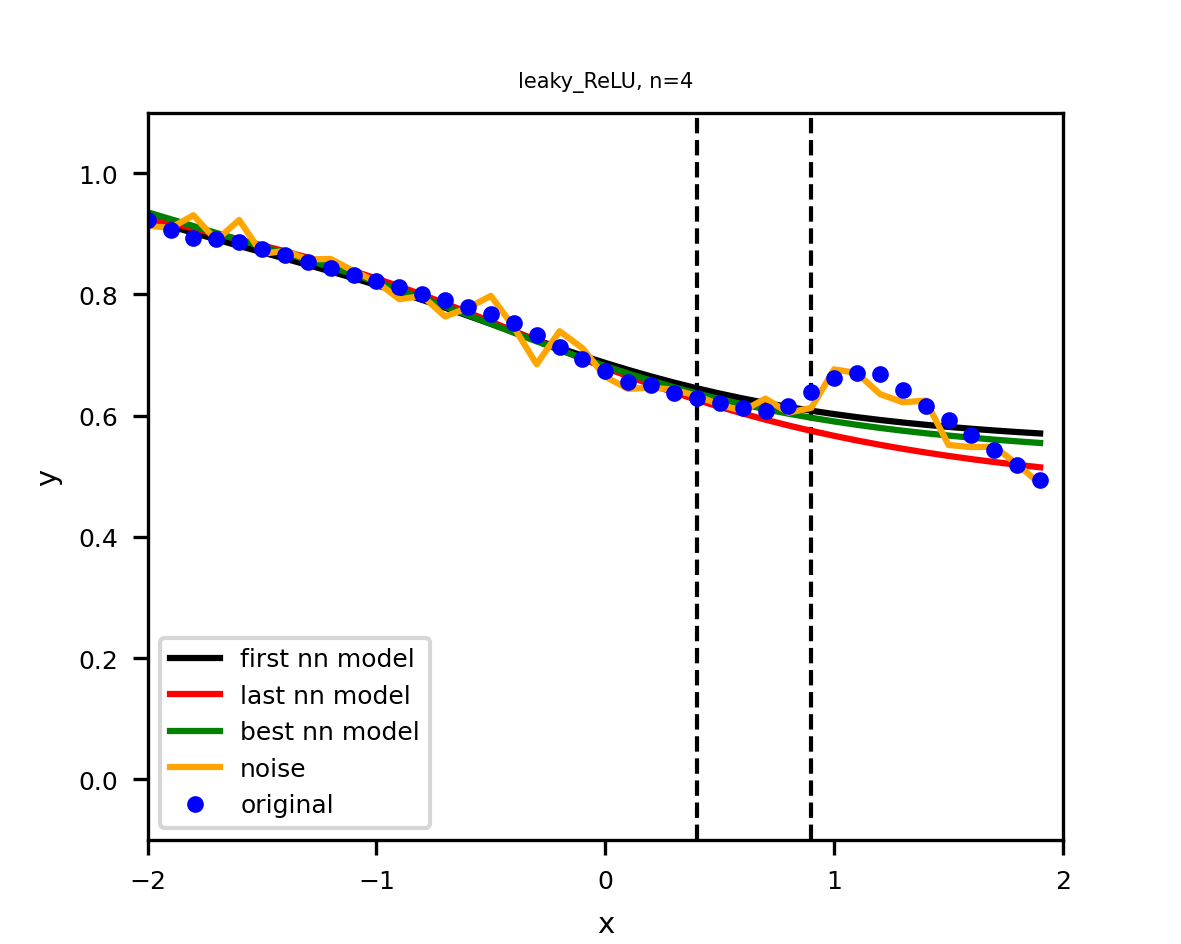 leaky_ReLU, n=4
1.0
0.8
0.6
0.4
0.2
0.0
y
first nn model
last nn model
best nn model
noise
original
−2
−1
0
1
2
x